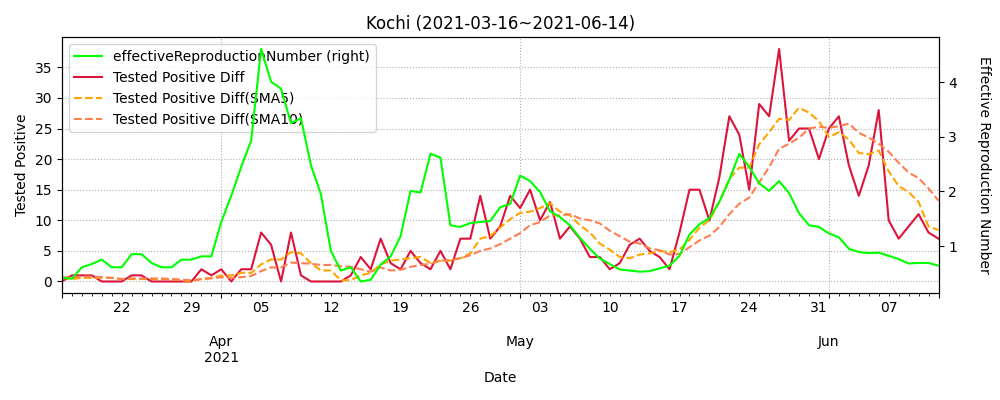 Kochi (2021-03-16~2021-06-14)
effectiveReproductionNumber (right)
Tested Positive Diff
Tested Positive Diff(SMA5)
Tested Positive Diff(SMA10)
Tested Positive
35
30
25
20
15
10
5
0
4
3
2
1
Effective Reproduction Number
22 29 05 12 19 26 03 10 17 24 31 07
Apr May Jun
2021
Date